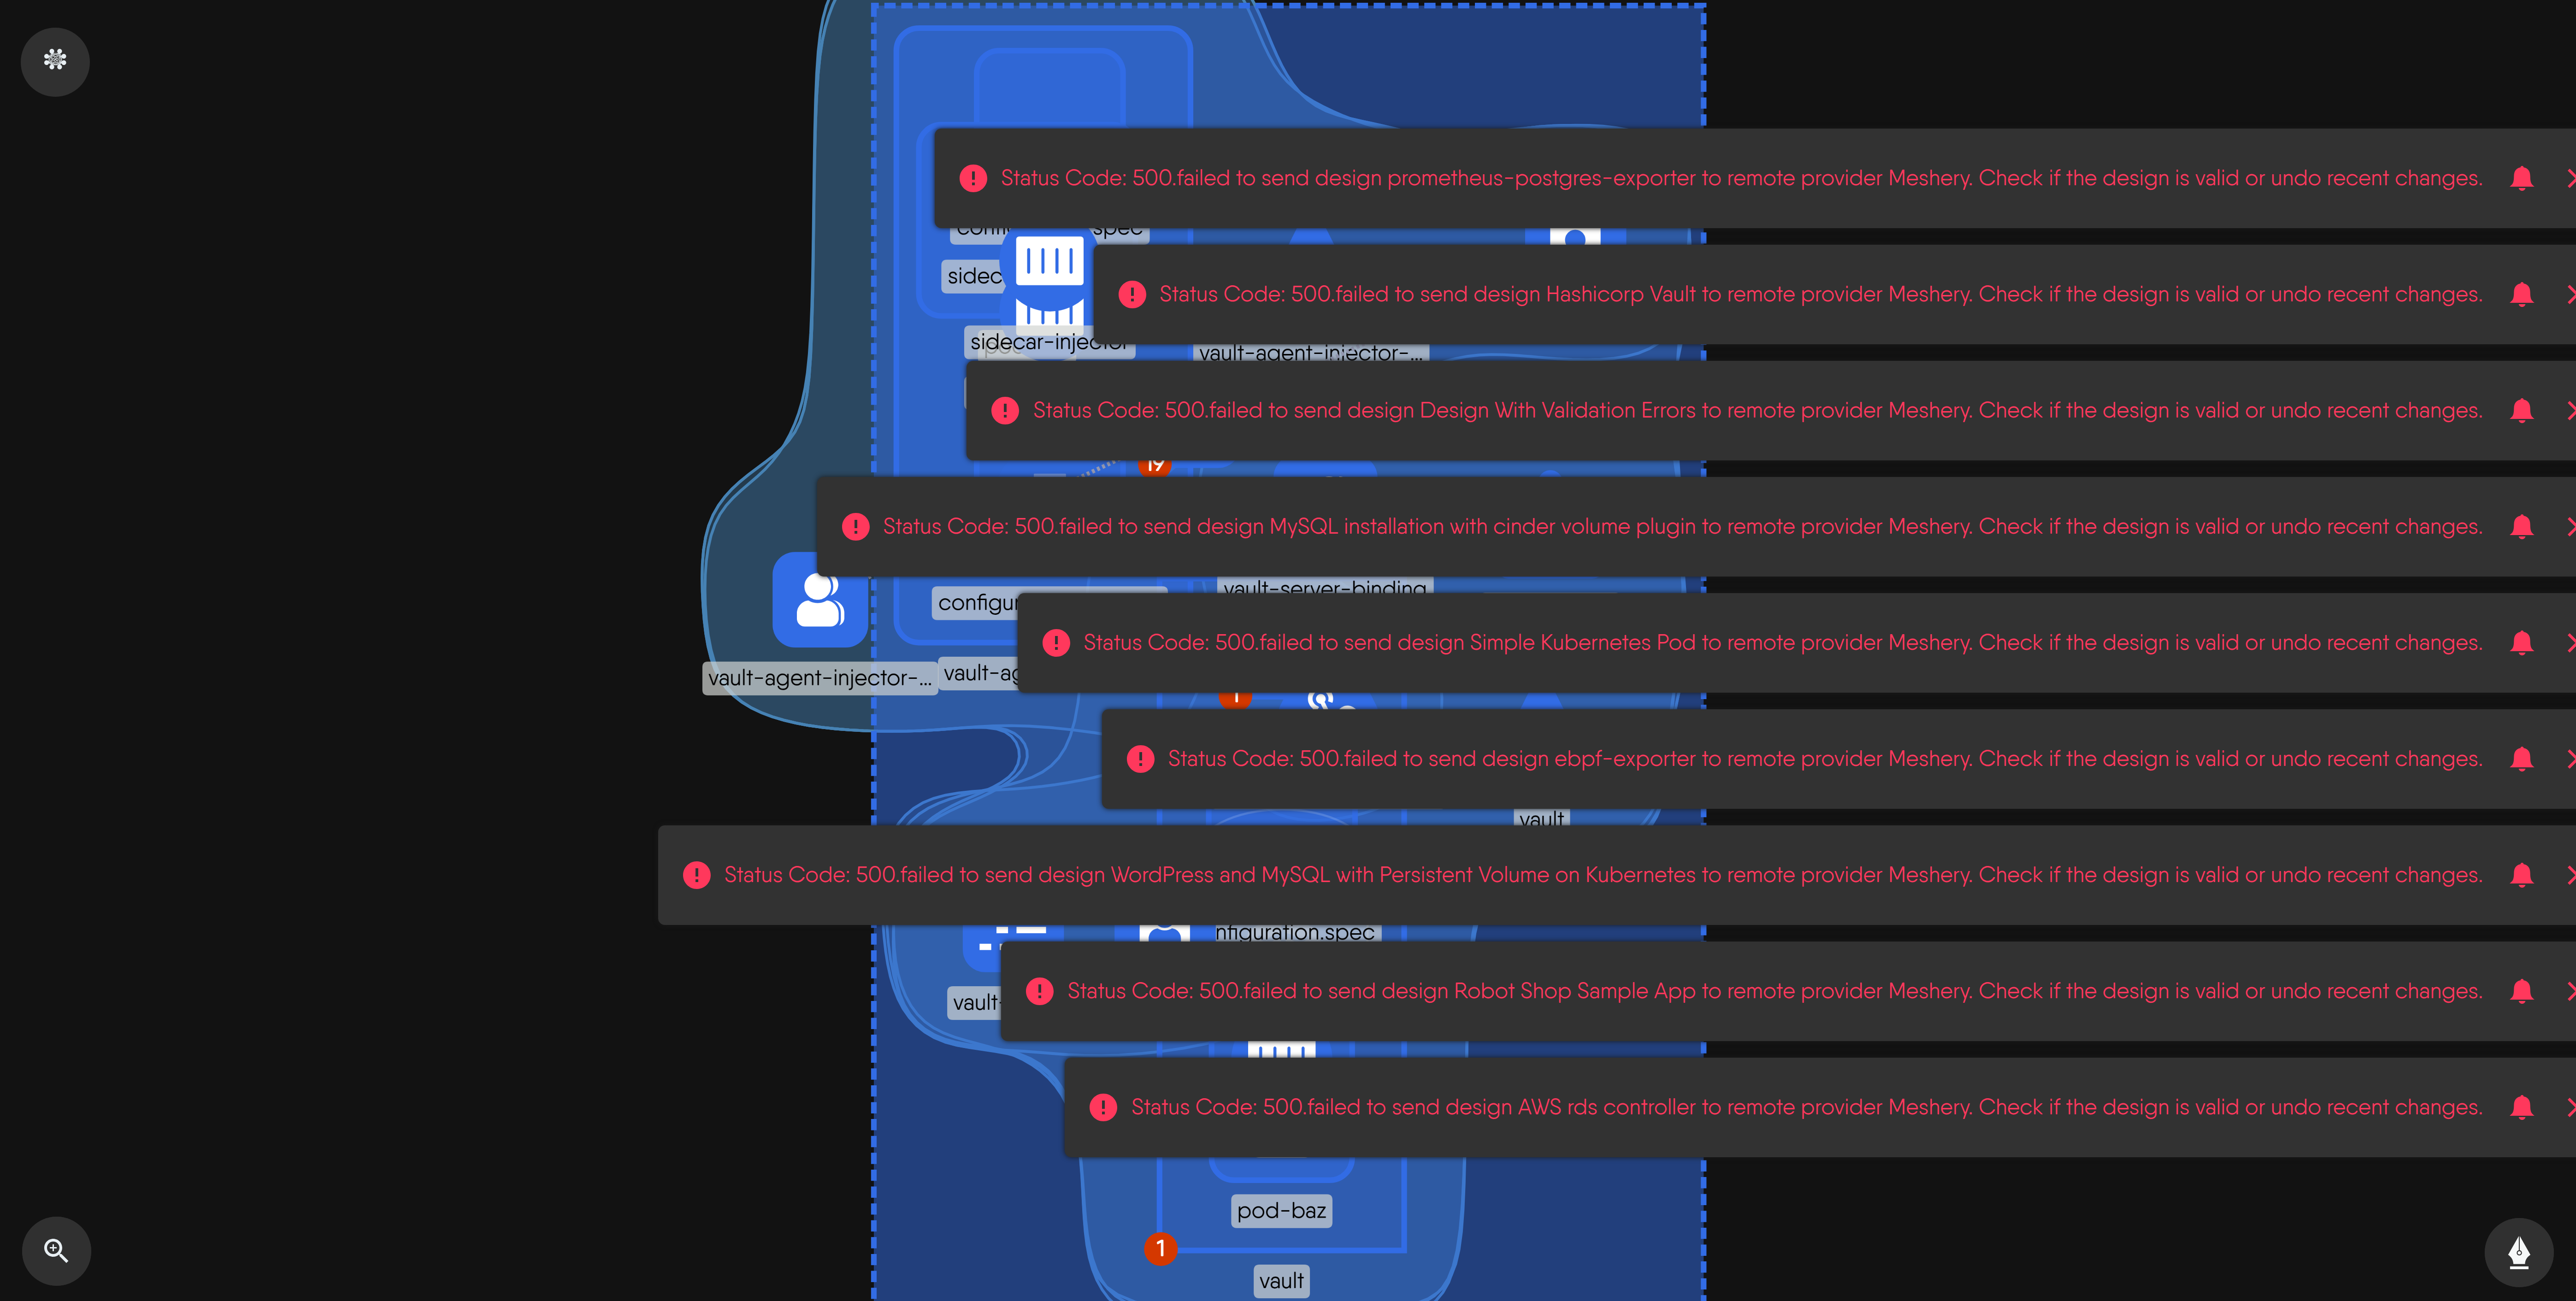 Status Code: 500.failed to send design prometheus-postgres-exporter to remote provider Meshery. Check if the design is valid or undo recent changes.
spec
Status Code: 500.failed to send design Hashicorp Vault to remote provider Meshery. Check if the design is valid or undo recent changes.
sidecar-injector
vault-agent-injector-...
Status Code: 500.failed to send design Design With Validation Errors to remote provider Meshery. Check if the design is valid or undo recent changes.
19
Status Code: 500.failed to send design MySQL installation with cinder volume plugin to remote provider Meshery. Check if the design is valid or undo recent changes.
vault-server-binding
Status Code: 500.failed to send design Simple Kubernetes Pod to remote provider Meshery. Check if the design is valid or undo recent changes.
vault-agent-injector-...
vault-ag
1
Status Code: 500.failed to send design ebpf-exporter to remote provider Meshery. Check if the design is valid or undo recent changes.
vault
Status Code: 500.failed to send design WordPress and MySQL with Persistent Volume on Kubernetes to remote provider Meshery. Check if the design is valid or undo recent changes.
nfiguration.spec
Status Code: 500.failed to send design Robot Shop Sample App to remote provider Meshery. Check if the design is valid or undo recent changes.
vault-
Status Code: 500.failed to send design AWS rds controller to remote provider Meshery. Check if the design is valid or undo recent changes.
pod-baz
1
vault